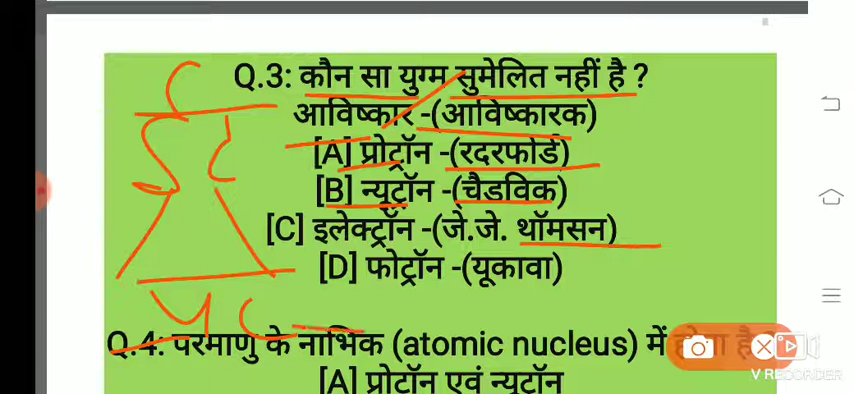 Q.3: कौन सा युग्म सुमेलित नहीं है ?
आविष्कार -(आविष्कारक)
[A] प्रोट्रॉन -(रदरफोर्ड)
[B] न्यूट्रॉन -(चैडविक)
[C] इलेक्ट्रॉन -(जे.जे. थॉमसन)
[D] फोट्रॉन -(यूकावा)
Q.4: परमाणु के नाभिक (atomic nucleus) में होता है ?
[A] प्रोटॉन एवं न्यूटॉन
V RECORDER